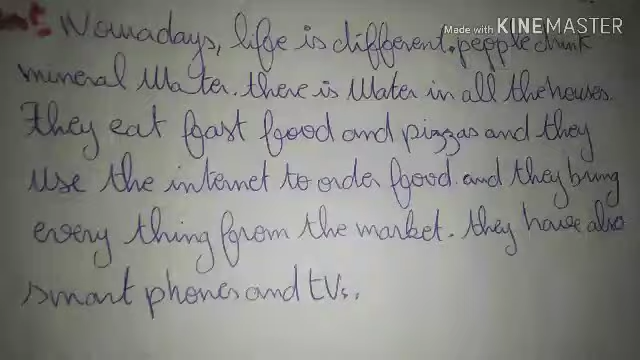 Made with KINEMASTER
Nowadays, life is different. people drink
mineral Water. there is Water in all the houses.
They eat fast food and pizzas and they
use the internet to order food. and they bring
every thing from the market. they have also
smart phones and tVs.